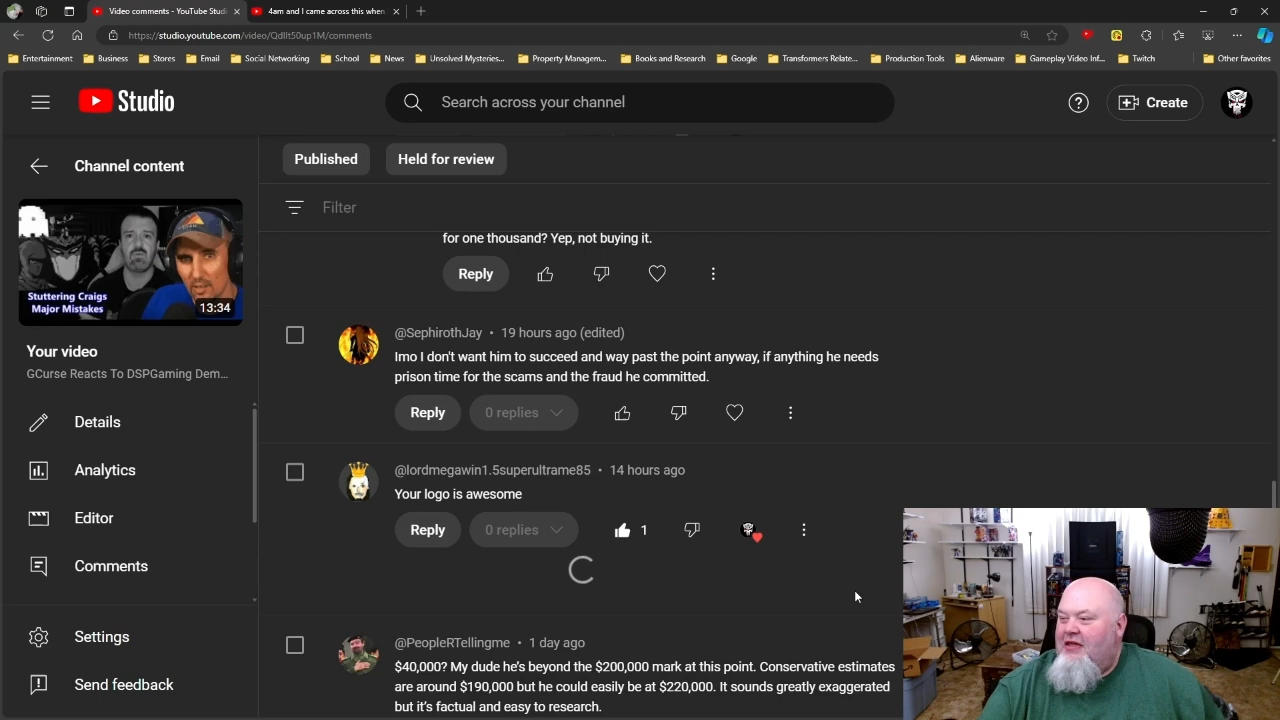 Video comments - YouTube Studi
4am and I came across this when
https://studio.youtube.com/video/QdIlt50up1M/comments
Entertainment Business Stores Email Social Networking School News Unsolved Mysteries... Property Managem... Books and Research Google Transformers Relate... Production Tools Alienware Gameplay Video Inf... Twitch Other favorites
Studio
Search across your channel
Create
Channel content
Published Held for review
Filter
Stuttering Craigs
Major Mistakes
13:34
Your video
GCurse Reacts To DSPGaming Dem...
Details
Analytics
Editor
Comments
Settings
Send feedback
for one thousand? Yep, not buying it.
Reply
@SephirothJay • 19 hours ago (edited)
Imo I don't want him to succeed and way past the point anyway, if anything he needs
prison time for the scams and the fraud he committed.
Reply 0 replies
@lordmegawin1.5superultrame85 • 14 hours ago
Your logo is awesome
Reply 0 replies 1
@PeopleRTellingme • 1 day ago
$40,000? My dude he's beyond the $200,000 mark at this point. Conservative estimates
are around $190,000 but he could easily be at $220,000. It sounds greatly exaggerated
but it's factual and easy to research.